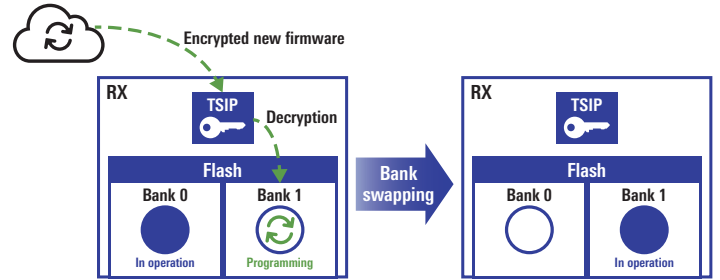 Encrypted new firmware
RX
TSIP
Decryption
Flash
Bank 0
Bank 1
In operation
Programming
Bank
swapping
RX
TSIP
Flash
Bank 0
Bank 1
In operation